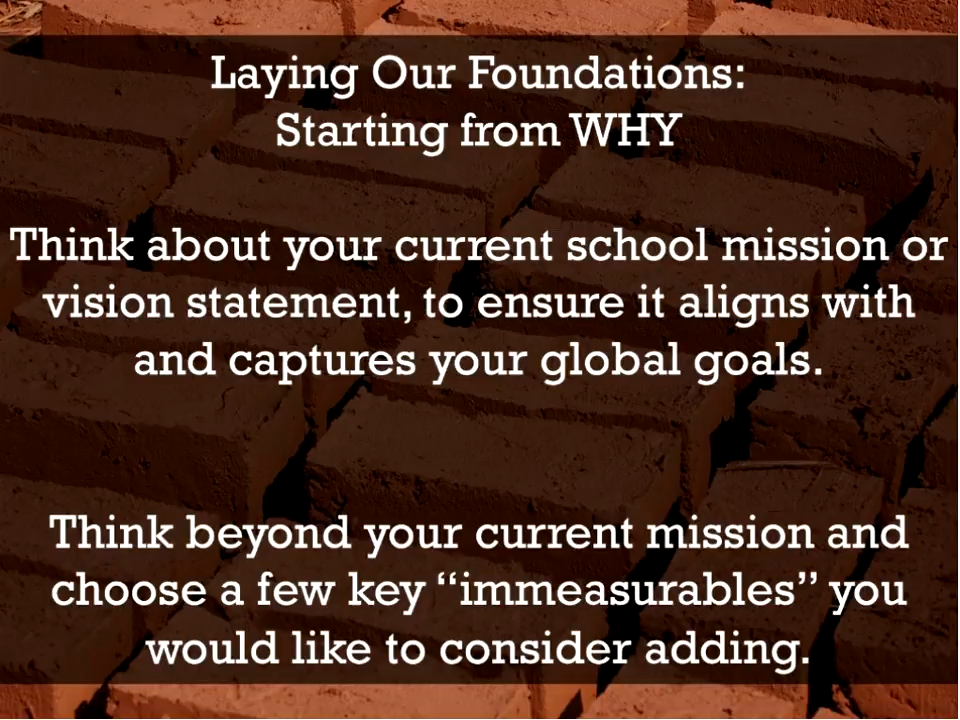 Laying Our Foundations:
Starting from WHY
Think about your current school mission or
vision statement, to ensure it aligns with
and captures your global goals.
Think beyond your current mission and
choose a few key “immeasurables” you
would like to consider adding.